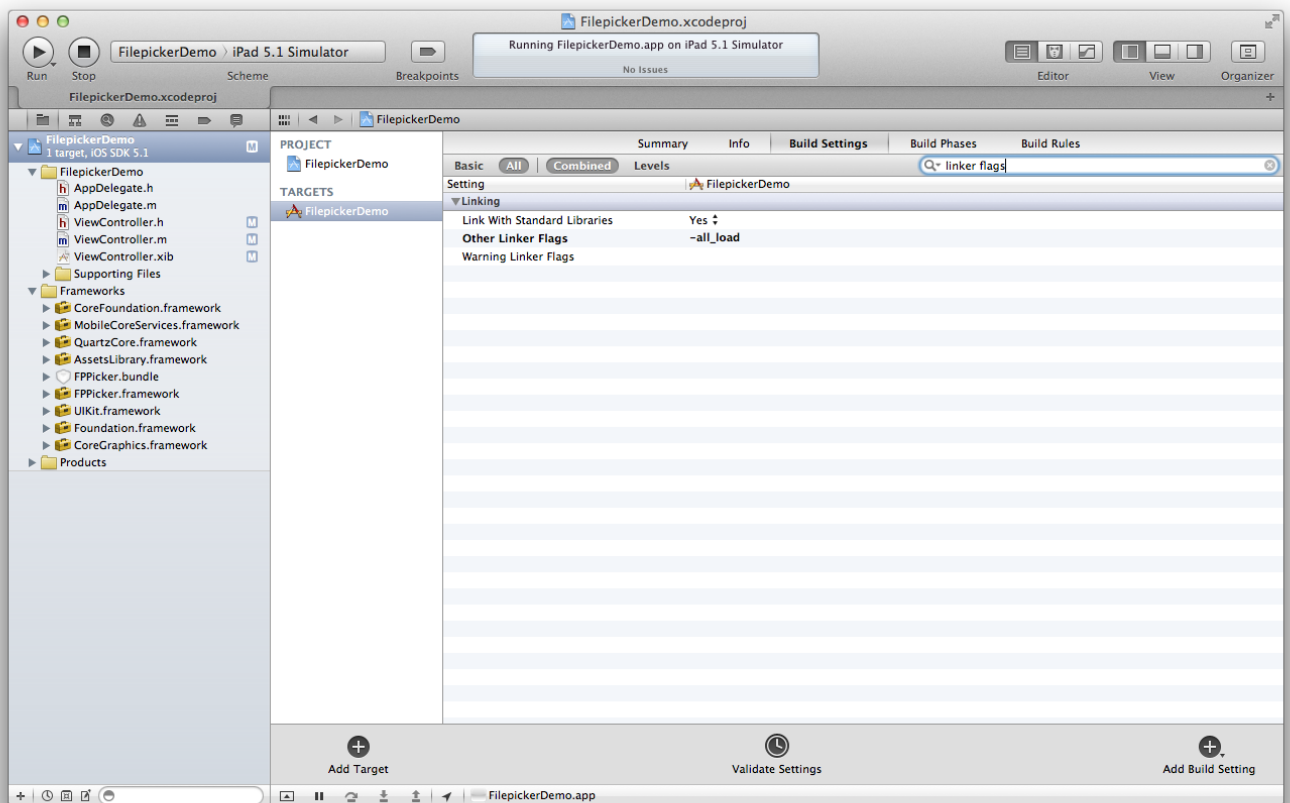 FilepickerDemo.xcodeproj
FilepickerDemo iPad 5.1 Simulator
Running FilepickerDemo.app on iPad 5.1 Simulator
No Issues
Run Stop Scheme Breakpoints Editor View Organizer
FilepickerDemo.xcodeproj
FilepickerDemo
FilepickerDemo
1 target, iOS SDK 5.1
M
FilepickerDemo
h AppDelegate.h
m AppDelegate.m
h ViewController.h M
m ViewController.m M
ViewController.xib M
Supporting Files
Frameworks
CoreFoundation.framework
MobileCoreServices.framework
QuartzCore.framework
AssetsLibrary.framework
FPPicker.bundle
FPPicker.framework
UIKit.framework
Foundation.framework
CoreGraphics.framework
Products
PROJECT
FilepickerDemo
TARGETS
FilepickerDemo
Summary Info Build Settings Build Phases Build Rules
Basic All Combined Levels linker flags
Setting FilepickerDemo
Linking
Link With Standard Libraries Yes
Other Linker Flags -all_load
Warning Linker Flags
Add Target Validate Settings Add Build Setting
FilepickerDemo.app